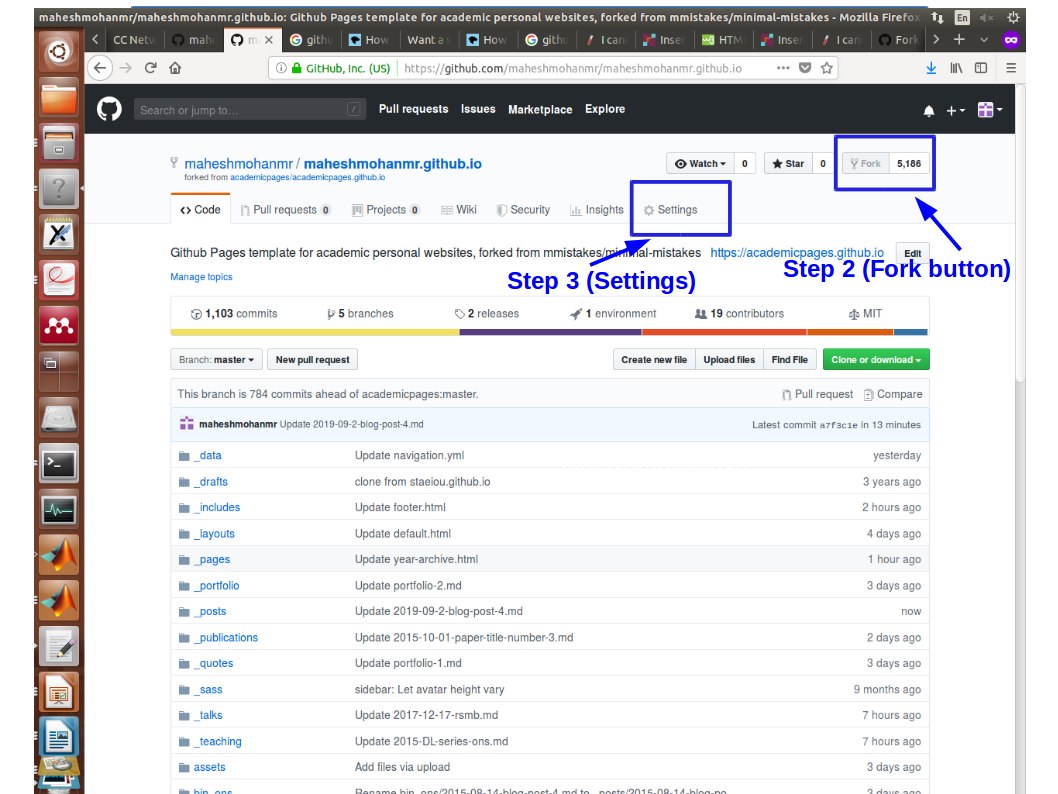 maheshmohanmr/maheshmohanmr.github.io: Github Pages template for academic personal websites, forked from mmistakes/minimal-mistakes - Mozilla Firefox En
CC Netw mahe m githu How Want a s How githu I can Inser HTM Inser I can Fork
GitHub, Inc. (US) https://github.com/maheshmohanmr/maheshmohanmr.github.io
Search or jump to... / Pull requests Issues Marketplace Explore
maheshmohanmr / maheshmohanmr.github.io Watch 0 Star 0 Fork 5,186
forked from academicpages/academicpages.github.io
Code Pull requests 0 Projects 0 Wiki Security Insights Settings
Github Pages template for academic personal websites, forked from mmistakes/minimal-mistakes https://academicpages.github.io Edit
Step 2 (Fork button)
Manage topics
Step 3 (Settings)
1,103 commits 5 branches 2 releases 1 environment 19 contributors MIT
Branch: master New pull request Create new file Upload files Find File Clone or download
This branch is 784 commits ahead of academicpages:master. Pull request Compare
maheshmohanmr Update 2019-09-2-blog-post-4.md Latest commit a7f3c1e in 13 minutes
_data Update navigation.yml yesterday
_drafts clone from staeiou.github.io 3 years ago
_includes Update footer.html 2 hours ago
_layouts Update default.html 4 days ago
_pages Update year-archive.html 1 hour ago
_portfolio Update portfolio-2.md 3 days ago
_posts Update 2019-09-2-blog-post-4.md now
_publications Update 2015-10-01-paper-title-number-3.md 2 days ago
_quotes Update portfolio-1.md 3 days ago
_sass sidebar: Let avatar height vary 9 months ago
_talks Update 2017-12-17-rsmb.md 7 hours ago
_teaching Update 2015-DL-series-ons.md 7 hours ago
assets Add files via upload 3 days ago
3 days ago